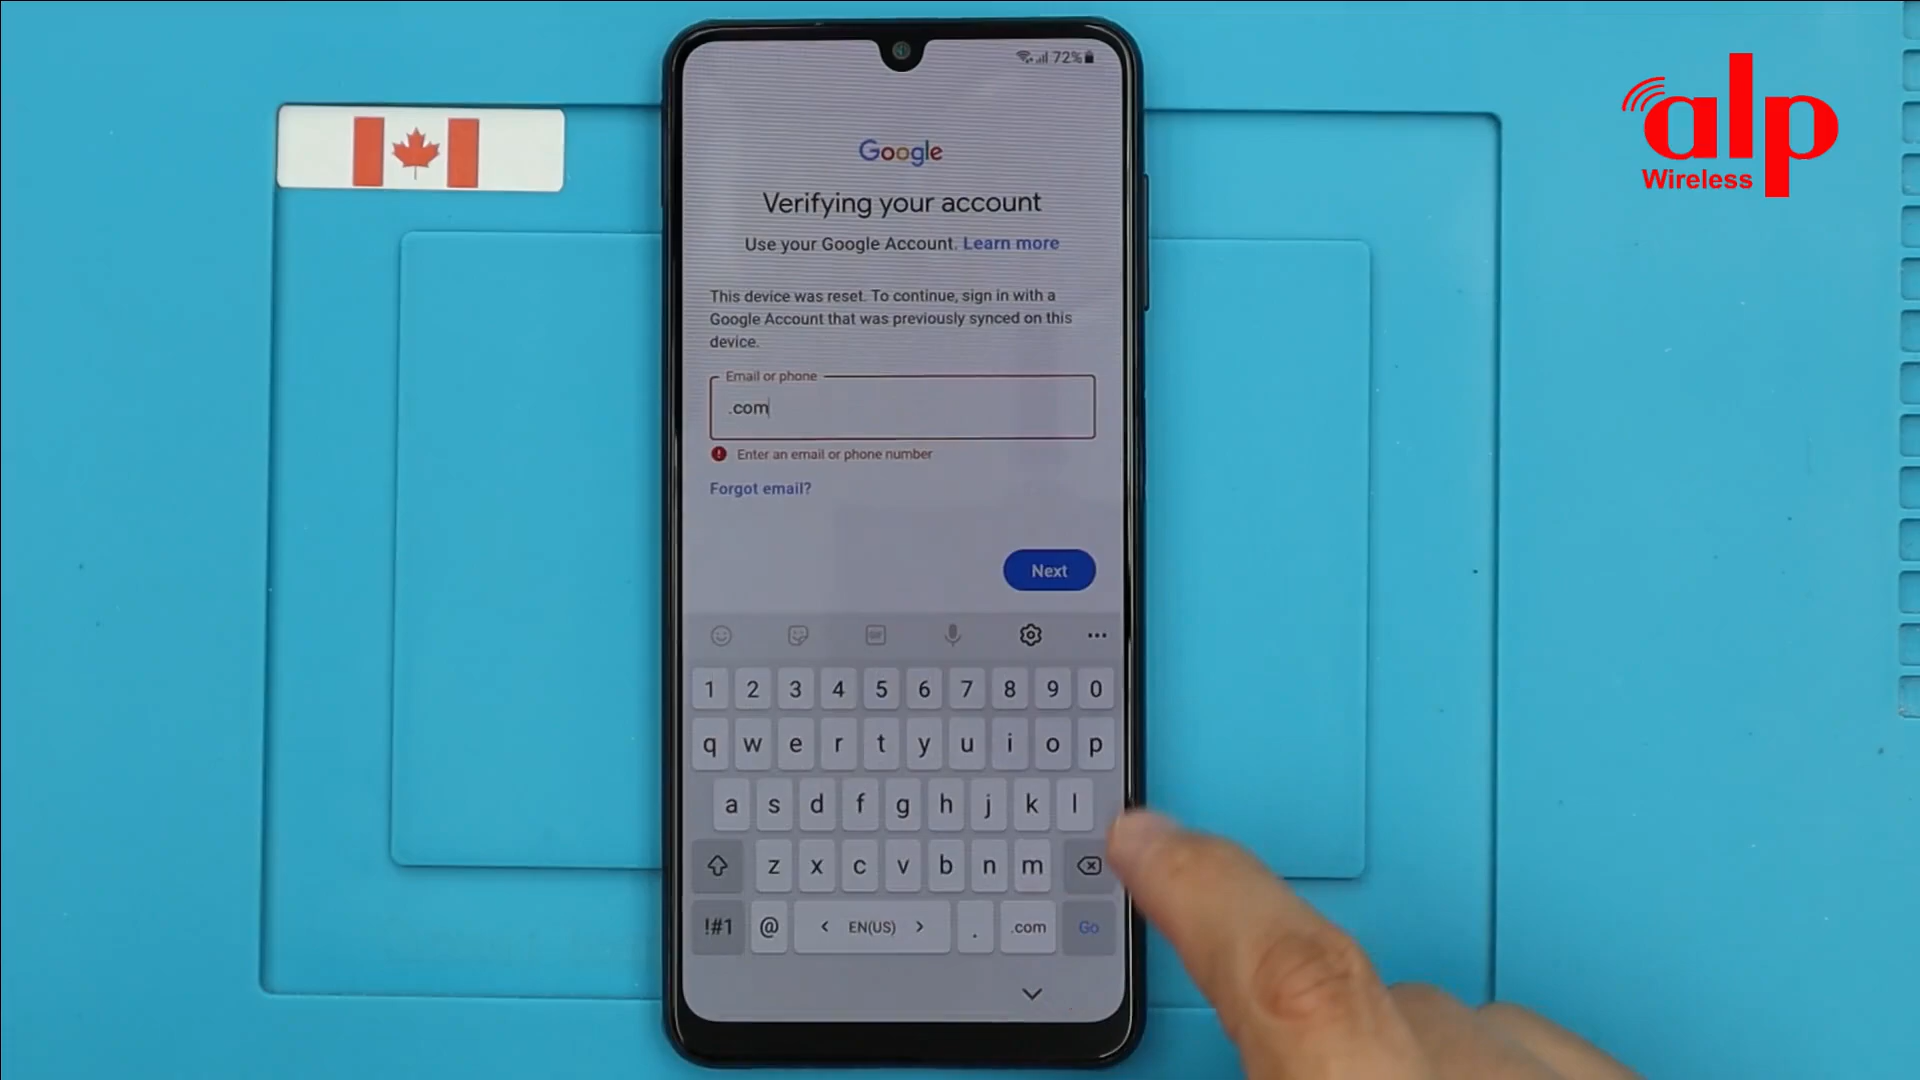 alp
Wireless
72%
Google
Verifying your account
Use your Google Account. Learn more
This device was reset. To continue, sign in with a
Google Account that was previously synced on this
device.
Email or phone
.com
Enter an email or phone number
Forgot email?
Next
GIF
1 2 3 4 5 6 7 8 9 0
q w e r t y u i o p
a s d f g h j k l
z x c v b n m
!#1 @ < EN(US) > . .com Go